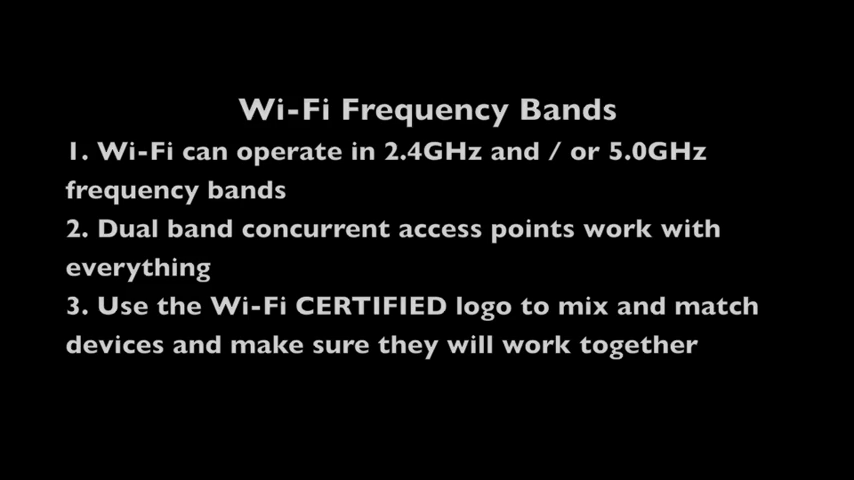 Wi-Fi Frequency Bands
1. Wi-Fi can operate in 2.4GHz and / or 5.0GHz
frequency bands
2. Dual band concurrent access points work with
everything
3. Use the Wi-Fi CERTIFIED logo to mix and match
devices and make sure they will work together